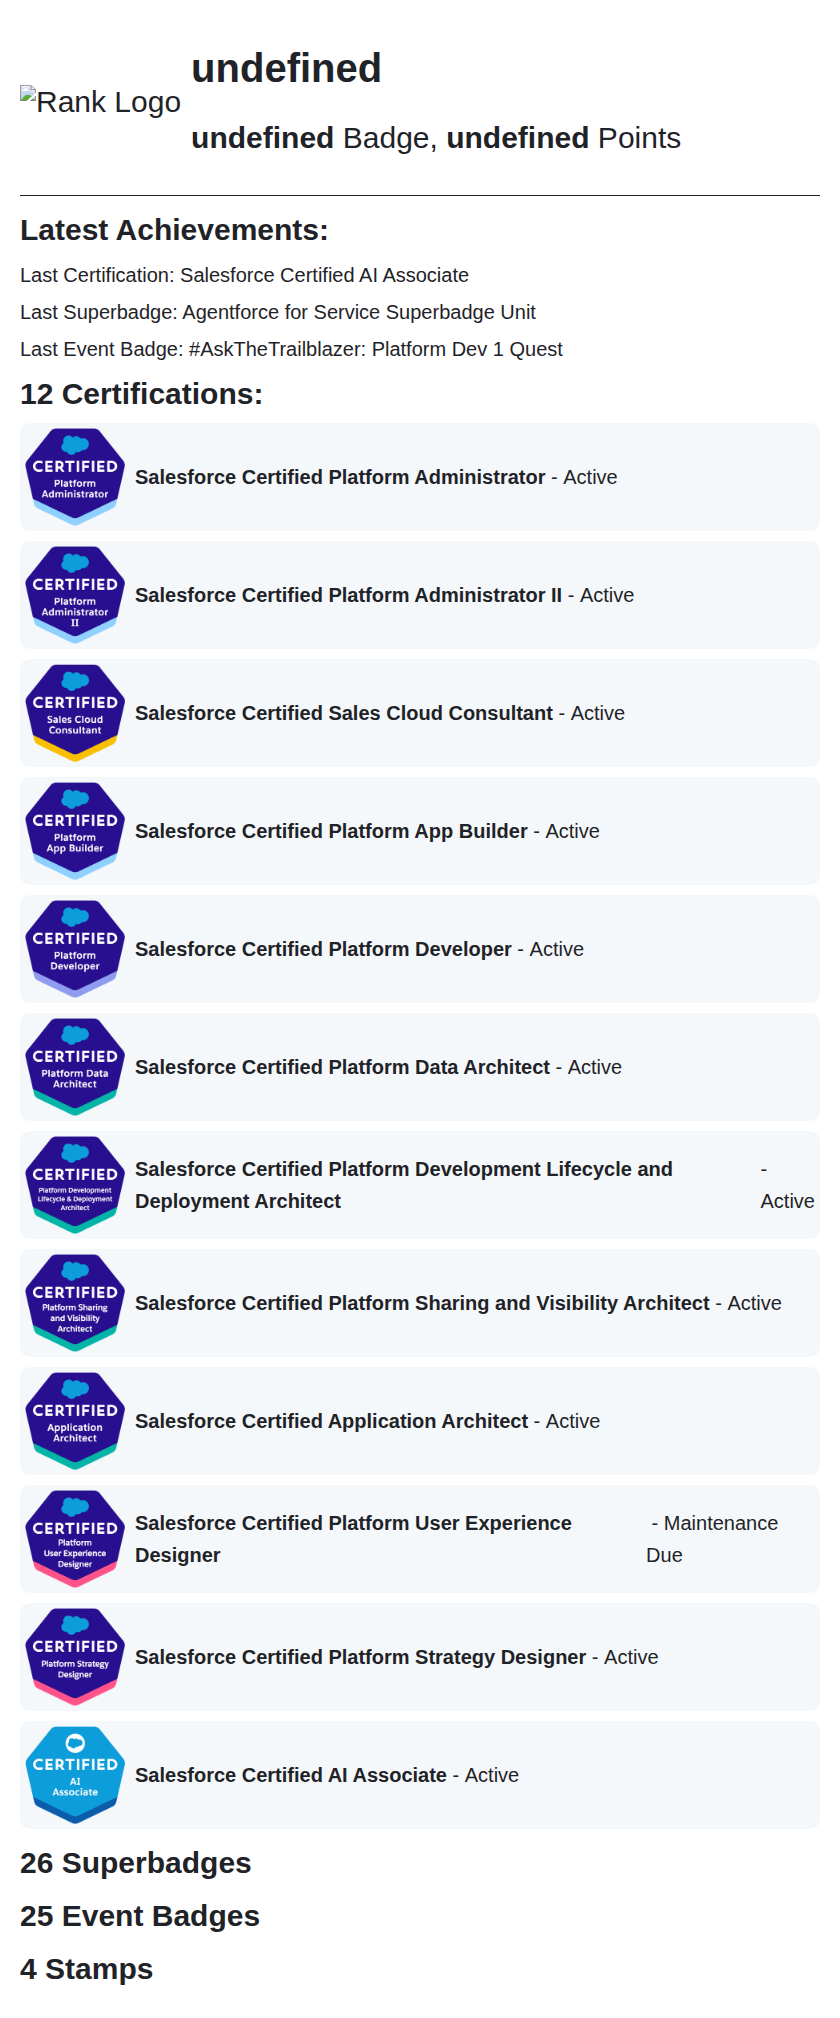 undefined
Rank Logo
undefined Badge, undefined Points
Latest Achievements:
Last Certification: Salesforce Certified AI Associate
Last Superbadge: Agentforce for Service Superbadge Unit
Last Event Badge: #AskTheTrailblazer: Platform Dev 1 Quest
12 Certifications:
CERTIFIED
Platform
Administrator
Salesforce Certified Platform Administrator - Active
CERTIFIED
Platform
Administrator
II
Salesforce Certified Platform Administrator II - Active
CERTIFIED
Sales Cloud
Consultant
Salesforce Certified Sales Cloud Consultant - Active
CERTIFIED
Platform
App Builder
Salesforce Certified Platform App Builder - Active
CERTIFIED
Platform
Developer
Salesforce Certified Platform Developer - Active
CERTIFIED
Platform Data
Architect
Salesforce Certified Platform Data Architect - Active
CERTIFIED
Platform Development
Lifecycle & Deployment
Architect
Salesforce Certified Platform Development Lifecycle and
Deployment Architect
-
Active
CERTIFIED
Platform Sharing
and Visibility
Architect
Salesforce Certified Platform Sharing and Visibility Architect - Active
CERTIFIED
Application
Architect
Salesforce Certified Application Architect - Active
CERTIFIED
Platform
User Experience
Designer
Salesforce Certified Platform User Experience
Designer
- Maintenance
Due
CERTIFIED
Platform Strategy
Designer
Salesforce Certified Platform Strategy Designer - Active
CERTIFIED
AI
Associate
Salesforce Certified AI Associate - Active
26 Superbadges
25 Event Badges
4 Stamps